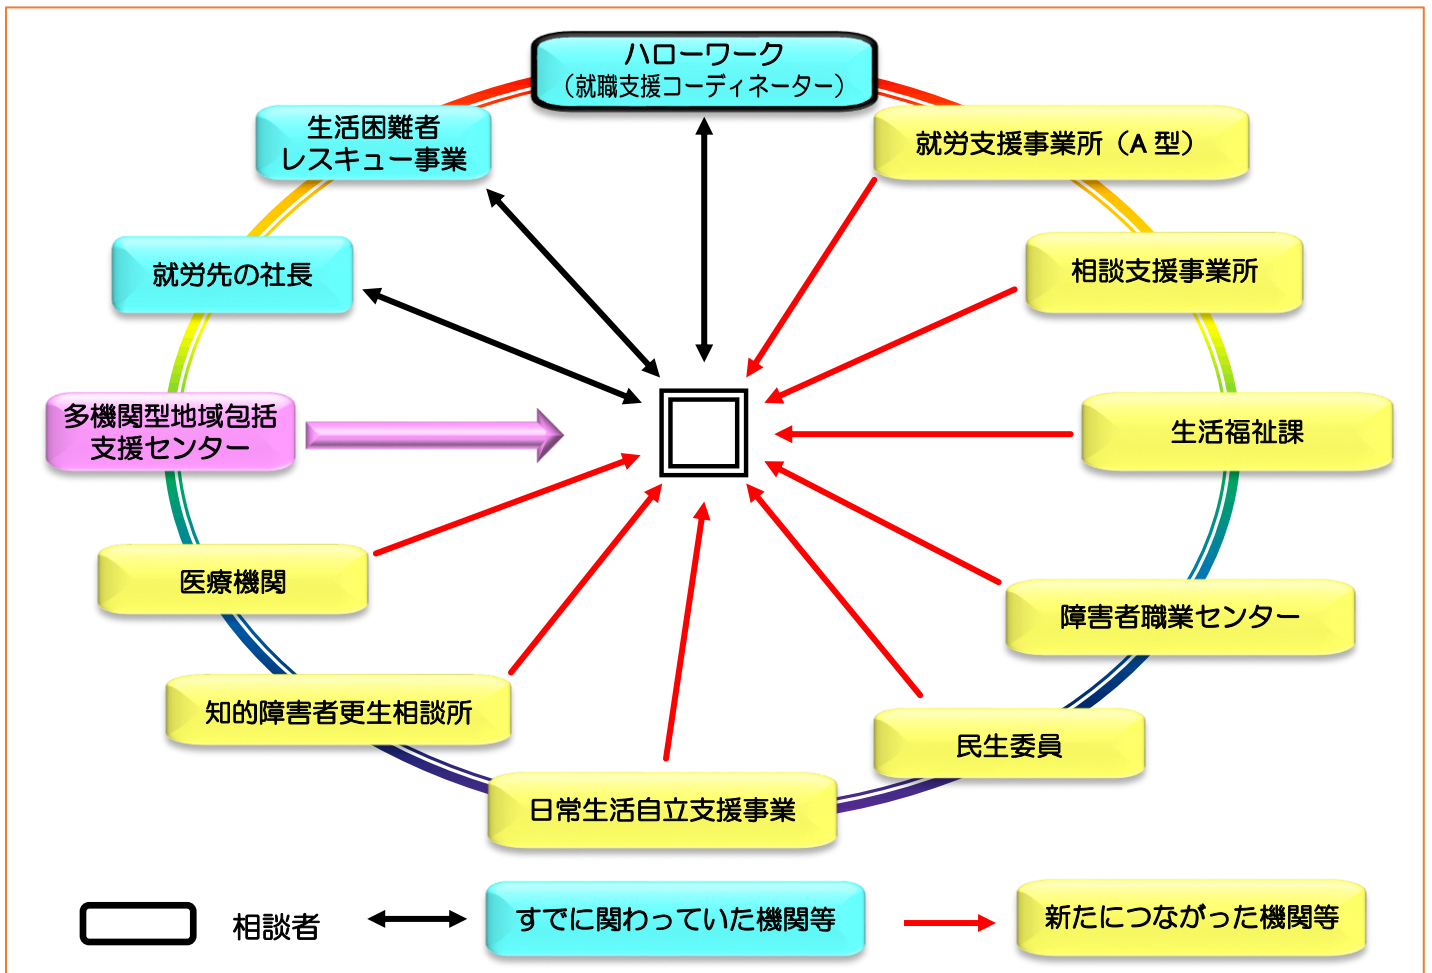 ハローワーク
（就職支援コーディネーター）
生活困難者
レスキュー事業
就労支援事業所（A 型）
就労先の社長
相談支援事業所
多機関型地域包括
支援センター
生活福祉課
医療機関
障害者職業センター
知的障害者更生相談所
民生委員
日常生活自立支援事業
相談者
すでに関わっていた機関等
新たにつながった機関等